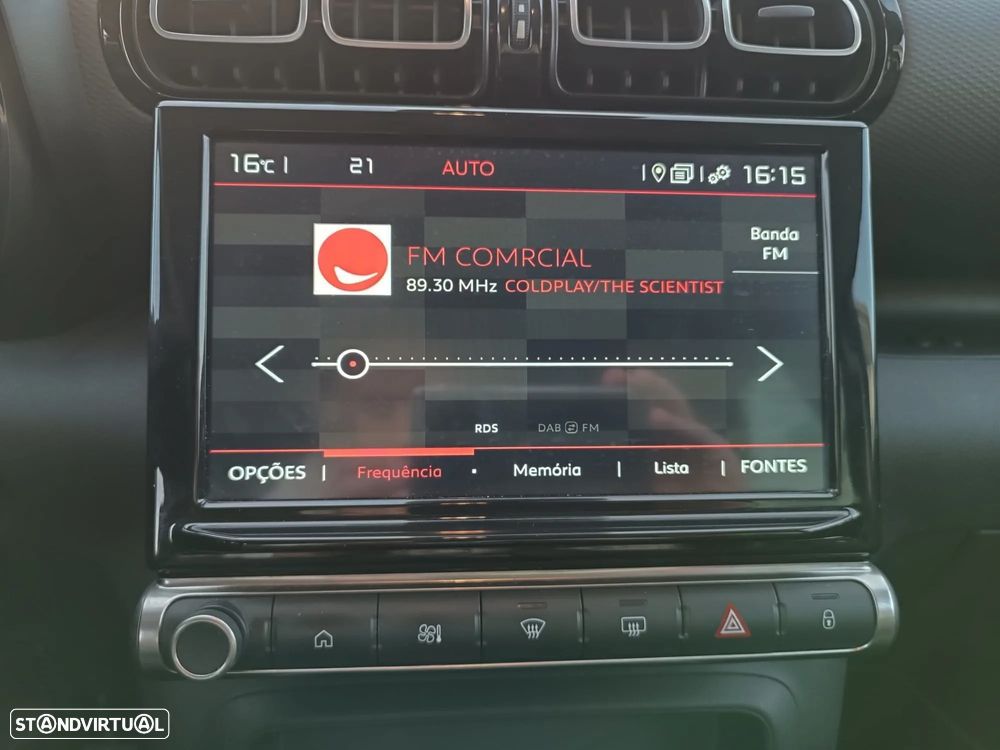 16°C | 21 AUTO 16:15
Banda
FM
FM COMRCIAL
89.30 MHz COLDPLAY/THE SCIENTIST
RDS DAB FM
OPÇÕES | Frequência · Memória | Lista | FONTES
STANDVIRTUAL